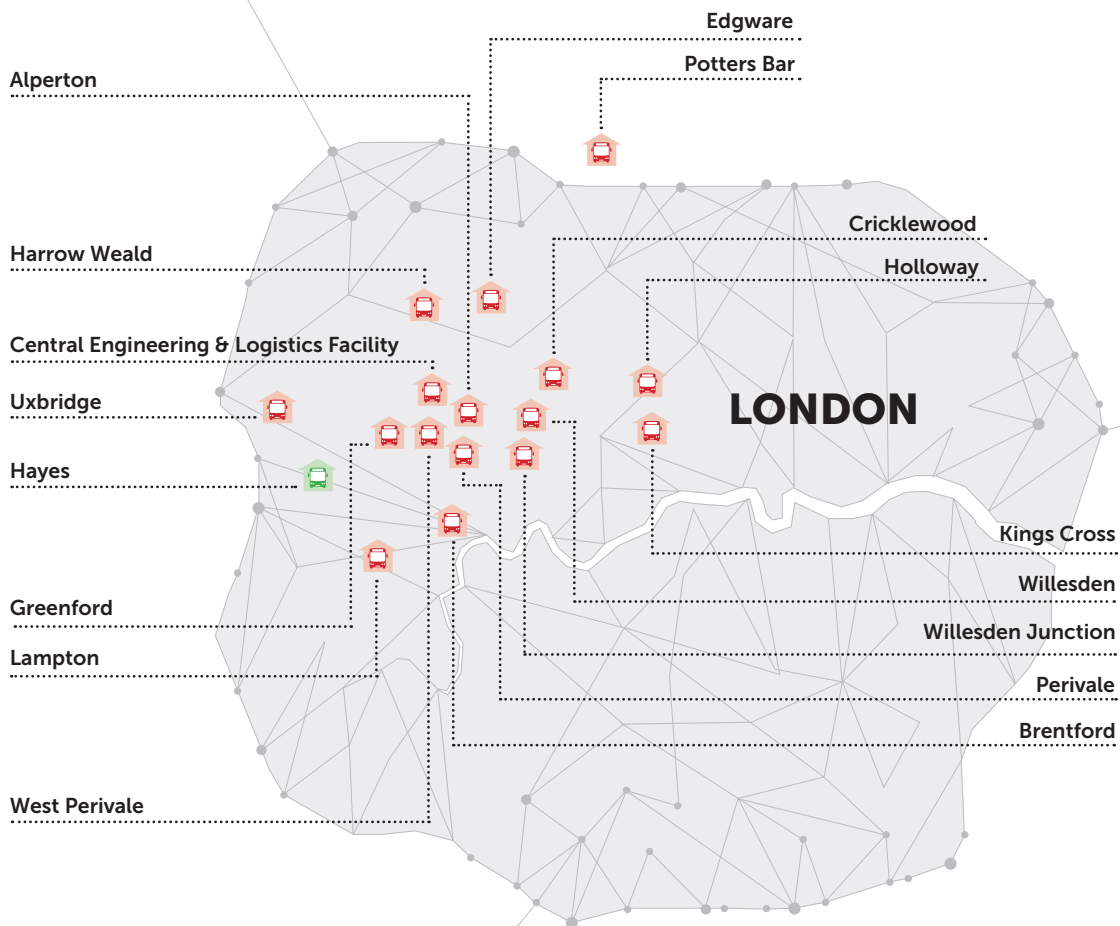 Edgware
Potters Bar
Alperton
Cricklewood
Harrow Weald
Holloway
Central Engineering & Logistics Facility
Uxbridge
LONDON
Hayes
Kings Cross
Willesden
Greenford
Willesden Junction
Lampton
Perivale
Brentford
West Perivale